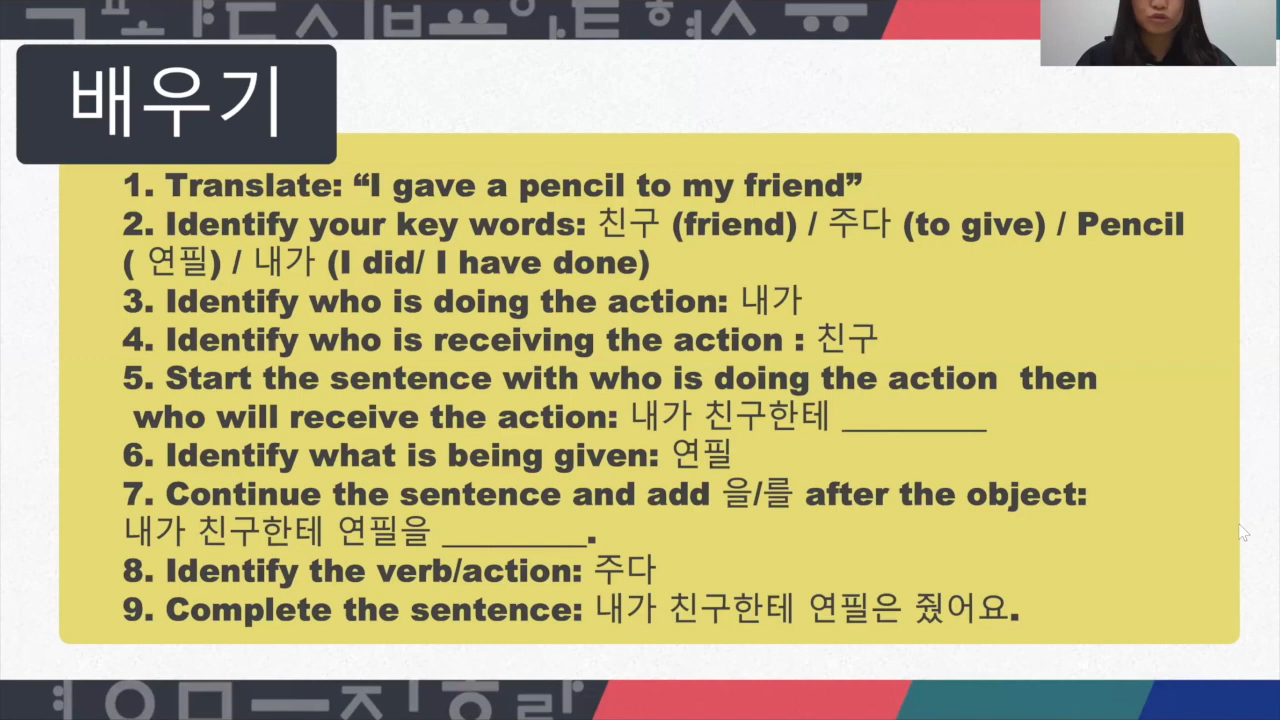 배우기
1. Translate: “I gave a pencil to my friend”
2. Identify your key words: 친구 (friend) / 주다 (to give) / Pencil
( 연필) / 내가 (I did/ I have done)
3. Identify who is doing the action: 내가
4. Identify who is receiving the action : 친구
5. Start the sentence with who is doing the action then
who will receive the action: 내가 친구한테 _________
6. Identify what is being given: 연필
7. Continue the sentence and add 을/를 after the object:
내가 친구한테 연필을 _________.
8. Identify the verb/action: 주다
9. Complete the sentence: 내가 친구한테 연필은 줬어요.